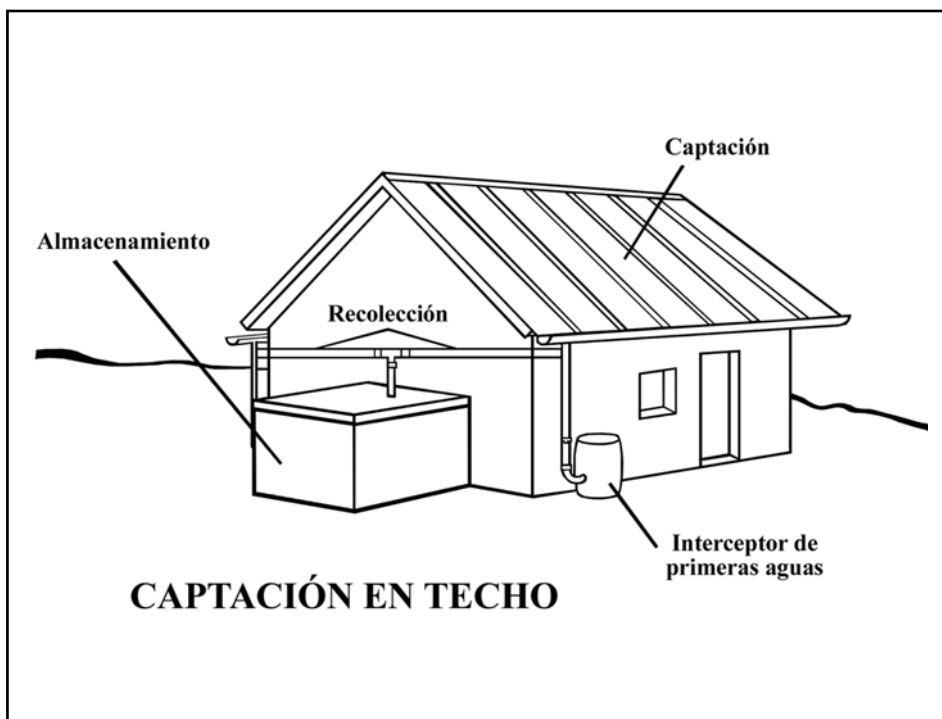 Captación
Almacenamiento
Recolección
Interceptor de
primeras aguas
CAPTACIÓN EN TECHO